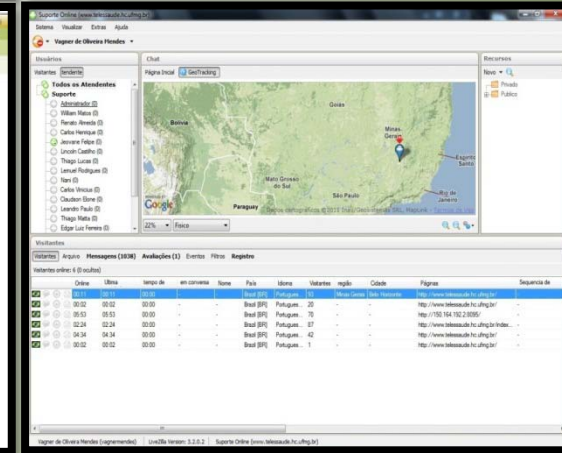 Suporte Online (www.telessaude.hc.ufmg.br)
Sistema Visualizar Extras Ajuda
Vagner de Oliveira Mendes
Usuários
Chat
Recursos
Visitantes Atendente
Página Inicial GeoTracking
Novo
Todos os Atendentes
Suporte
Administrador (0)
Willian Matos (0)
Renato Almeida (0)
Carlos Henrique (0)
Jeovane Felipe (0)
Lincoln Castilho (0)
Thiago Lucas (0)
Lemuel Rodrigues (0)
Nani (0)
Carlos Vinicius (0)
Claudson Elone (0)
Leandro Paulo (0)
Thiago Matta (0)
Edgar Luiz Ferreira (0)
Privado
Público
Goiás
Bolivia
Minas
Gerais
Espírito
Santo
Mato Grosso
do Sul
São Paulo
Rio de
Janeiro
Paraguay
Google
22% Físico
Visitantes
Visitantes Arquivo Mensagens (1038) Avaliações (1) Eventos Filtros Registro
Visitantes online: 6 (0 ocultos)
Online Última tempo de em conversa Nome País Idioma Visitantes região Cidade Páginas Sequencia de
00:11 00:11 00:00 - Brazil [BR] Portugues... 93 Minas Gerais Belo Horizonte http://www.telessaude.hc.ufmg.br/
00:02 00:02 00:00 - Brazil [BR] Portugues... 20 - - http://www.telessaude.hc.ufmg.br/ -
05:53 05:53 00:00 - Brazil [BR] Portugues... 70 - - http://150.164.192.2:8095/ -
02:24 02:24 00:00 - Brazil [BR] Portugues... 87 - - http://www.telessaude.hc.ufmg.br/index... -
04:34 04:34 00:00 - Brazil [BR] Portugues... 42 - - http://www.telessaude.hc.ufmg.br/ -
00:02 00:02 00:00 - Brazil [BR] Portugues... 1 - - http://www.telessaude.hc.ufmg.br/ -
Vagner de Oliveira Mendes (vagnermendes) LiveZilla Version: 3.2.0.2 Suporte Online (www.telessaude.hc.ufmg.br)